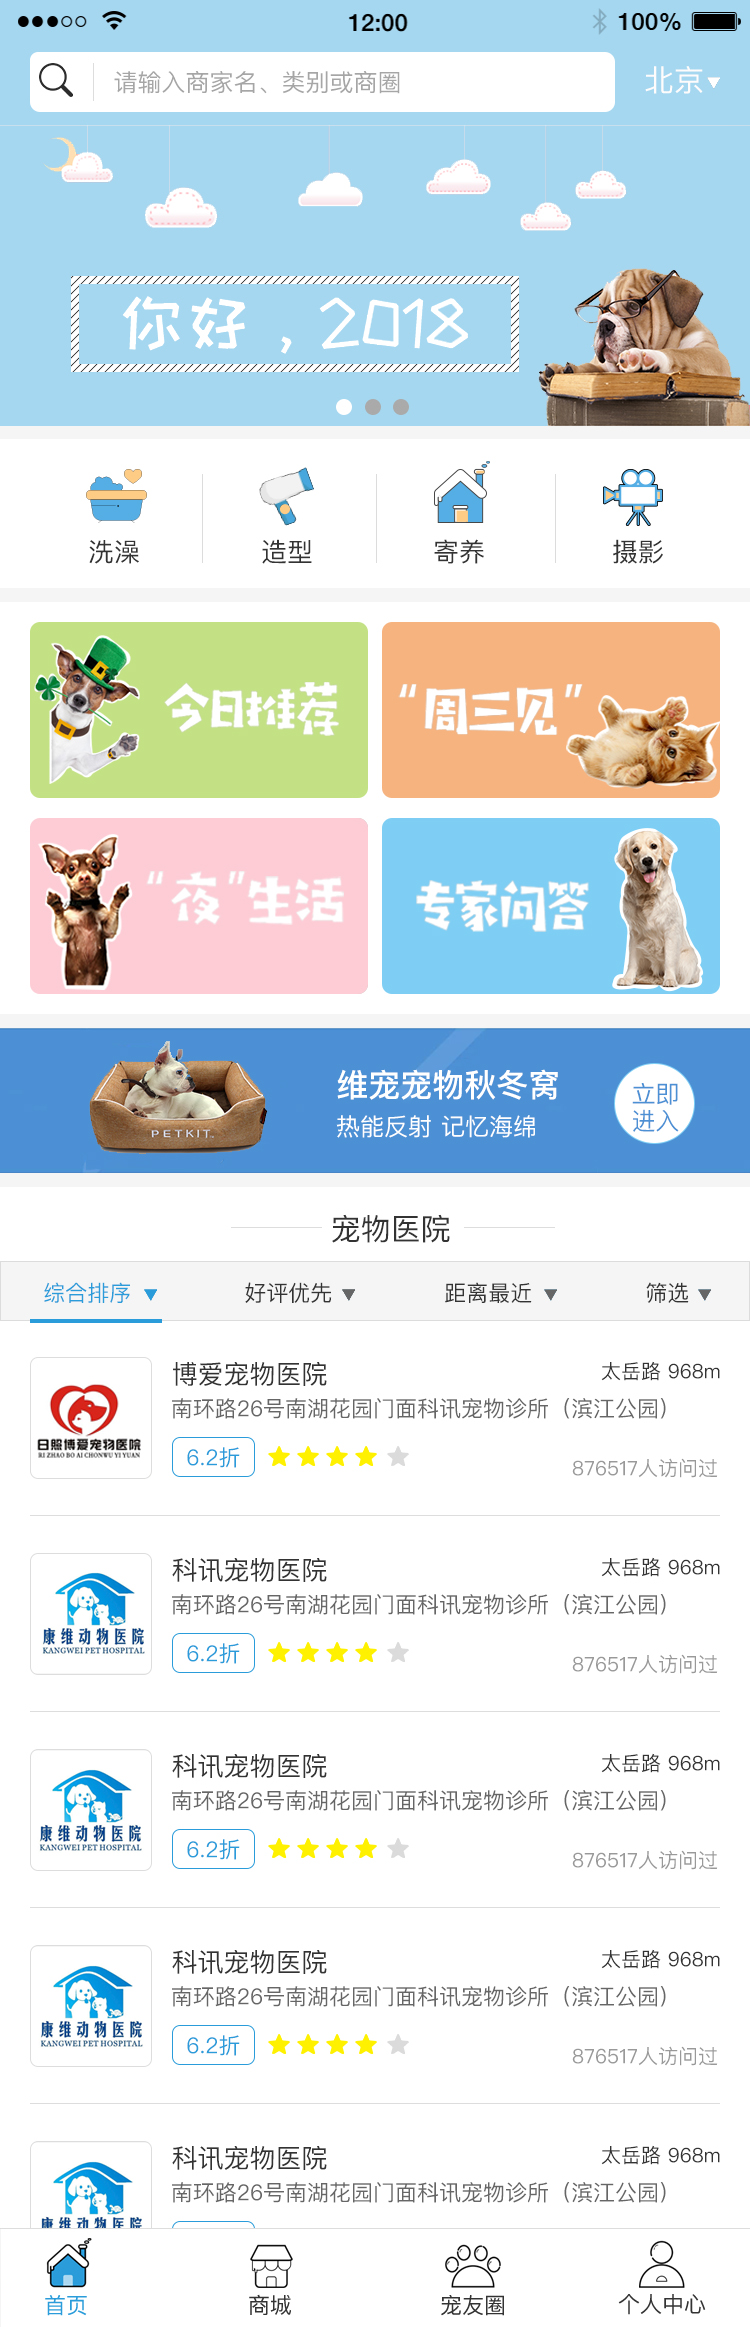 12:00
100%
请输入商家名、类别或商圈
北京
你好，2018
洗澡
造型
寄养
摄影
今日推荐
“周三见”
“夜”生活
专家问答
PETKIT
维宠宠物秋冬窝
热能反射 记忆海绵
立即
进入
宠物医院
综合排序
好评优先
距离最近
筛选
博爱宠物医院
太岳路 968m
南环路26号南湖花园门面科讯宠物诊所（滨江公园）
日照博爱宠物医院
RI ZHAO BO AI CHONWU YI YUAN
6.2折
876517人访问过
科讯宠物医院
太岳路 968m
南环路26号南湖花园门面科讯宠物诊所（滨江公园）
康维动物医院
KANGWEI PET HOSPITAL
6.2折
876517人访问过
科讯宠物医院
太岳路 968m
南环路26号南湖花园门面科讯宠物诊所（滨江公园）
康维动物医院
KANGWEI PET HOSPITAL
6.2折
876517人访问过
科讯宠物医院
太岳路 968m
南环路26号南湖花园门面科讯宠物诊所（滨江公园）
康维动物医院
KANGWEI PET HOSPITAL
6.2折
876517人访问过
科讯宠物医院
太岳路 968m
南环路26号南湖花园门面科讯宠物诊所（滨江公园）
康维动物医院
首页
商城
宠友圈
个人中心